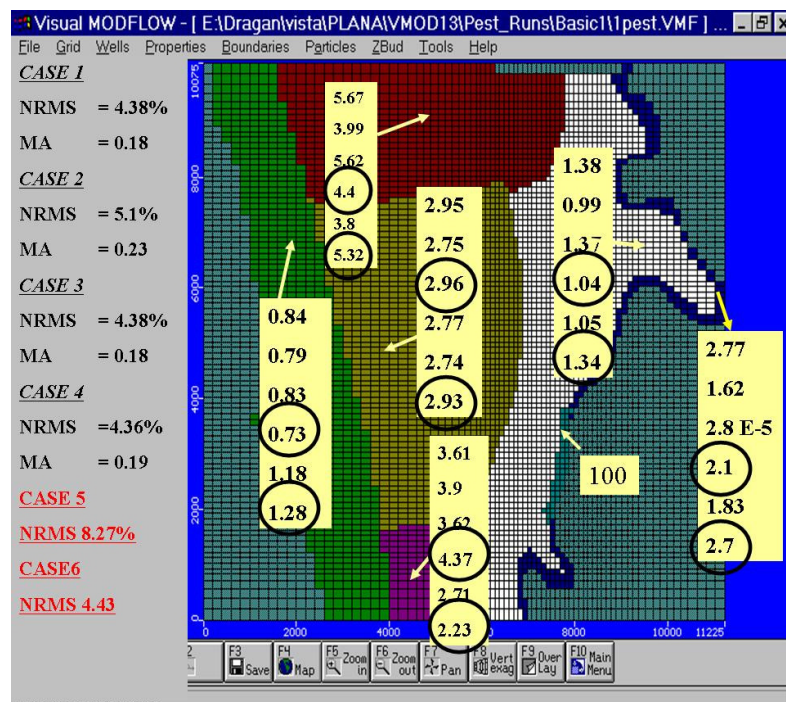 Visual MODFLOW - [ E:\Dragan\vista\PLANA\VMOD13\Pest_Runs\Basic1\1pest.VMF ] ...
File Grid Wells Properties Boundaries Particles ZBud Tools Help
CASE 1
NRMS = 4.38%
MA = 0.18
CASE 2
NRMS = 5.1%
MA = 0.23
CASE 3
NRMS = 4.38%
MA = 0.18
CASE 4
NRMS =4.36%
MA = 0.19
CASE 5
NRMS 8.27%
CASE6
NRMS 4.43
10075
8000
6000
4000
2000
0
5.67
3.99
5.62
4.4
3.8
5.32
2.95
2.75
2.96
2.77
2.74
2.93
1.38
0.99
1.37
1.04
1.05
1.34
0.84
0.79
0.83
0.73
1.18
1.28
3.61
3.9
3.62
4.37
2.71
2.23
100
2.77
1.62
2.8 E-5
2.1
1.83
2.7
0 2000 4000 8000 10000 11225
F3 Save
F4 Map
F5 Zoom in
F6 Zoom out
F7 Pan
F8 Vert exag
F9 Over Lay
F10 Main Menu